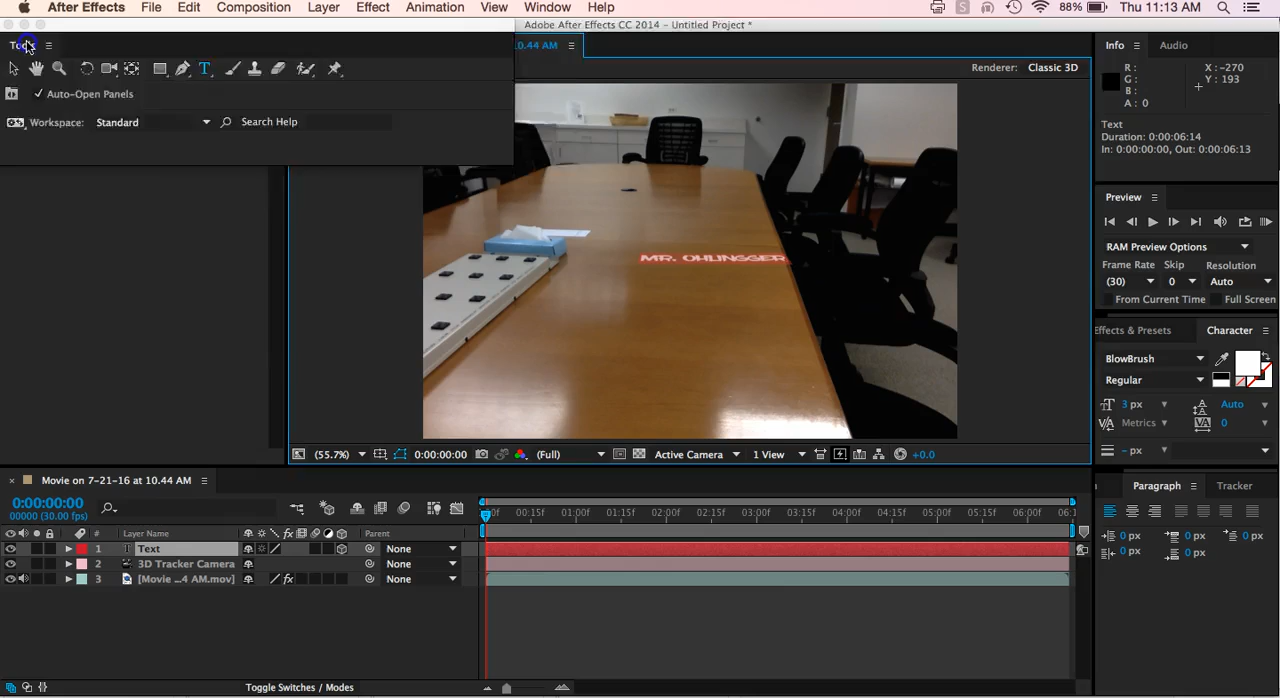 After Effects File Edit Composition Layer Effect Animation View Window Help 88% Thu 11:13 AM
Adobe After Effects CC 2014 - Untitled Project *
10.44 AM
Info Audio
Renderer: Classic 3D
R: X: -270
G: Y: 193
B:
A: 0
Auto-Open Panels
Workspace: Standard Search Help
Text
Duration: 0:00:06:14
In: 0:00:00:00, Out: 0:00:06:13
MR. OHLINGGER
Preview
RAM Preview Options
Frame Rate Skip Resolution
(30) 0 Auto
From Current Time Full Screen
Effects & Presets Character
BlowBrush
Regular
3 px Auto
Metrics 0
- px
(55.7%) 0:00:00:00 (Full) Active Camera 1 View +0.0
Movie on 7-21-16 at 10.44 AM
Paragraph Tracker
0:00:00:00
00000 (30.00 fps)
00:15f 01:00f 01:15f 02:00f 02:15f 03:00f 03:15f 04:00f 04:15f 05:00f 05:15f 06:00f
# Layer Name Parent
1 T Text None
2 3D Tracker Camera None
3 [Movie ...4 AM.mov] fx None
0 px 0 px 0 px
0 px 0 px
Toggle Switches / Modes